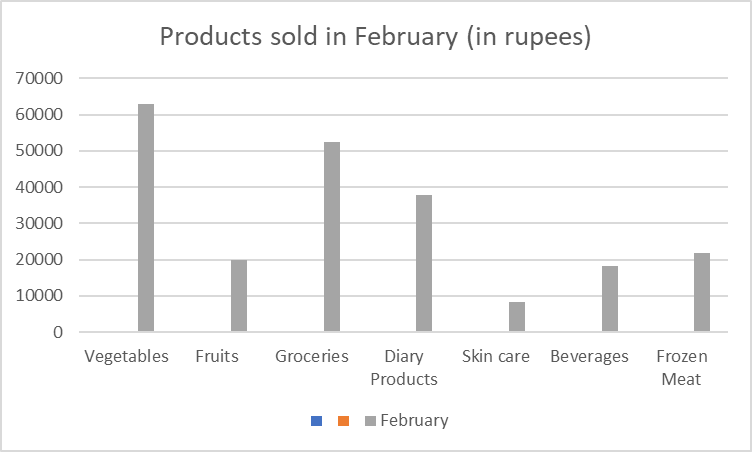 Products sold in February (in rupees)
70000
60000
50000
40000
30000
20000
10000
0
Vegetables Fruits Groceries Diary Products Skin care Beverages Frozen Meat
February